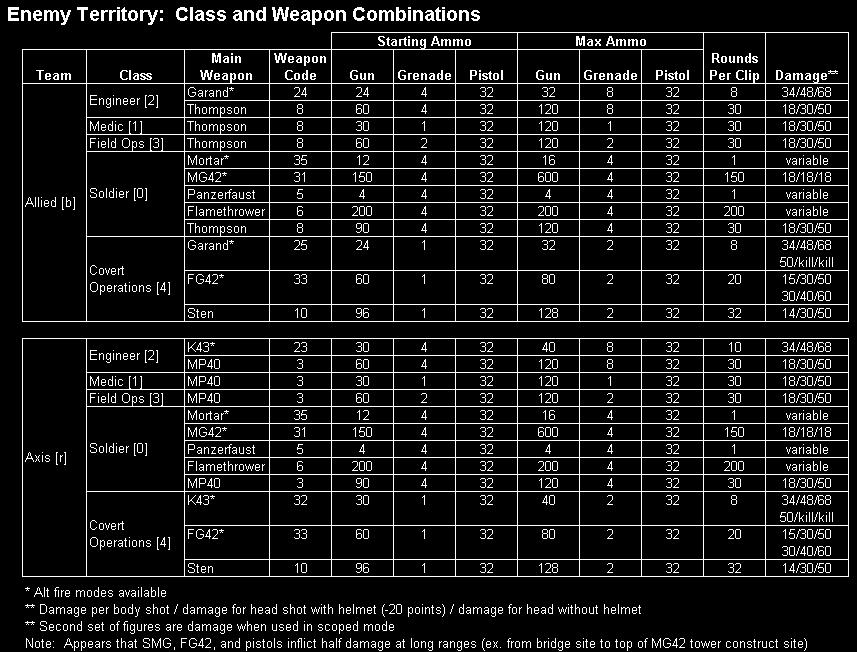 Enemy Territory:  Class and Weapon Combinations
Starting Ammo Max Ammo
Team Class Main Weapon Weapon Code Gun Grenade Pistol Gun Grenade Pistol Rounds Per Clip Damage**
Allied [b]
Engineer [2]
Garand* 24 24 4 32 32 8 32 8 34/48/68
Thompson 8 60 4 32 120 8 32 30 18/30/50
Medic [1] Thompson 8 30 1 32 120 1 32 30 18/30/50
Field Ops [3] Thompson 8 60 2 32 120 2 32 30 18/30/50
Soldier [0]
Mortar* 35 12 4 32 16 4 32 1 variable
MG42* 31 150 4 32 600 4 32 150 18/18/18
Panzerfaust 5 4 4 32 4 4 32 1 variable
Flamethrower 6 200 4 32 200 4 32 200 variable
Thompson 8 90 4 32 120 4 32 30 18/30/50
Covert Operations [4]
Garand* 25 24 1 32 32 2 32 8 34/48/68
50/kill/kill
FG42* 33 60 1 32 80 2 32 20 15/30/50
30/40/60
Sten 10 96 1 32 128 2 32 32 14/30/50
Axis [r]
Engineer [2]
K43* 23 30 4 32 40 8 32 10 34/48/68
MP40 3 60 4 32 120 8 32 30 18/30/50
Medic [1] MP40 3 30 1 32 120 1 32 30 18/30/50
Field Ops [3] MP40 3 60 2 32 120 2 32 30 18/30/50
Soldier [0]
Mortar* 35 12 4 32 16 4 32 1 variable
MG42* 31 150 4 32 600 4 32 150 18/18/18
Panzerfaust 5 4 4 32 4 4 32 1 variable
Flamethrower 6 200 4 32 200 4 32 200 variable
MP40 3 90 4 32 120 4 32 30 18/30/50
Covert Operations [4]
K43* 32 30 1 32 40 2 32 8 34/48/68
50/kill/kill
FG42* 33 60 1 32 80 2 32 20 15/30/50
30/40/60
Sten 10 96 1 32 128 2 32 32 14/30/50
* Alt fire modes available
** Damage per body shot / damage for head shot with helmet (-20 points) / damage for head without helmet
** Second set of figures are damage when used in scoped mode
Note:  Appears that SMG, FG42, and pistols inflict half damage at long ranges (ex. from bridge site to top of MG42 tower construct site)